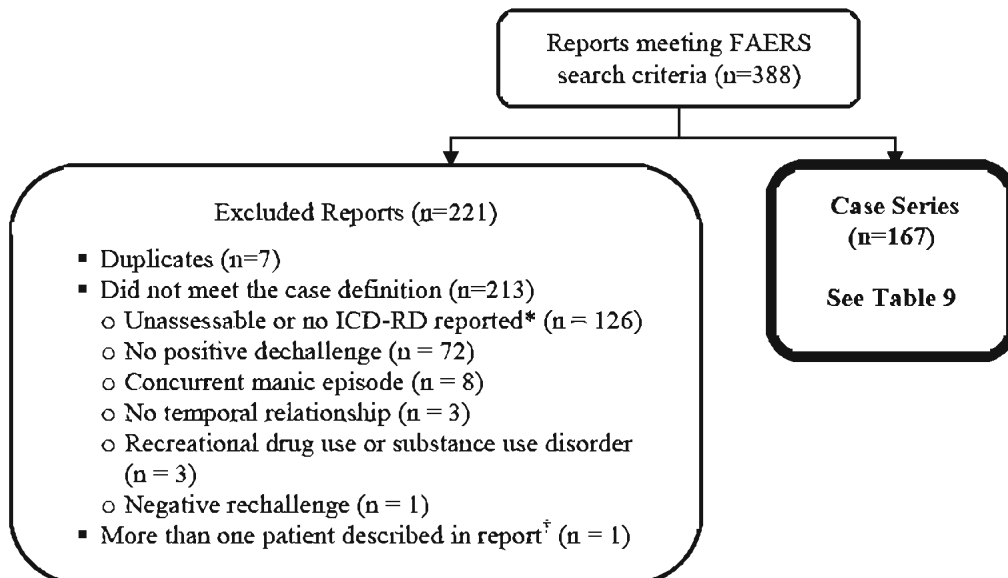 Reports meeting FAERS
search criteria (n=388)
Excluded Reports (n=221)
▪ Duplicates (n=7)
▪ Did not meet the case definition (n=213)
o Unassessable or no ICD-RD reported* (n = 126)
o No positive dechallenge (n = 72)
o Concurrent manic episode (n = 8)
o No temporal relationship (n = 3)
o Recreational drug use or substance use disorder
(n = 3)
o Negative rechallenge (n = 1)
▪ More than one patient described in report† (n = 1)
Case Series
(n=167)
See Table 9